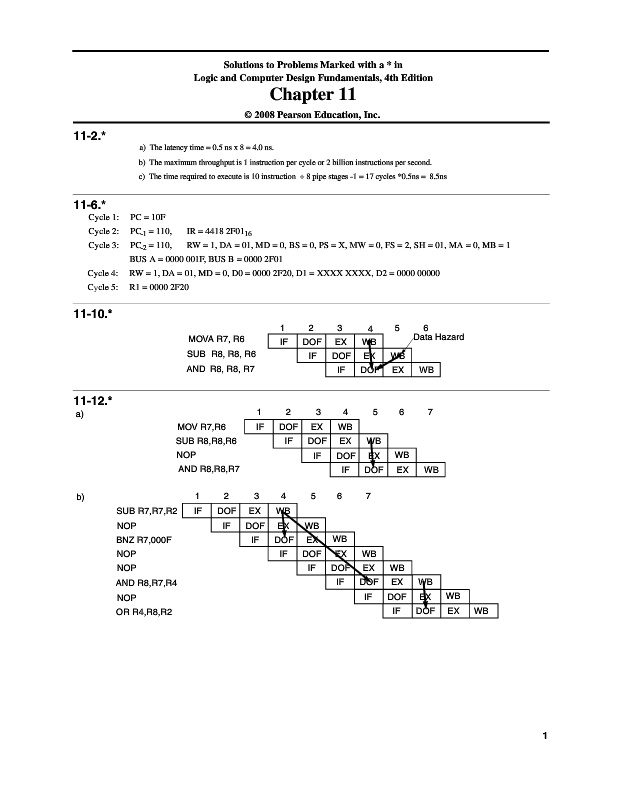 Solutions to Problems Marked with a * in
Logic and Computer Design Fundamentals, 4th Edition
Chapter 11
© 2008 Pearson Education, Inc.
11-2.*
a) The latency time = 0.5 ns x 8 = 4.0 ns.
b) The maximum throughput is 1 instruction per cycle or 2 billion instructions per second.
c) The time required to execute is 10 instruction + 8 pipe stages -1 = 17 cycles *0.5ns = 8.5ns
11-6.*
Cycle 1: PC = 10F
Cycle 2: PC-1 = 110, IR = 4418 2F0116
Cycle 3: PC-2 = 110, RW = 1, DA = 01, MD = 0, BS = 0, PS = X, MW = 0, FS = 2, SH = 01, MA = 0, MB = 1
BUS A = 0000 001F, BUS B = 0000 2F01
Cycle 4: RW = 1, DA = 01, MD = 0, D0 = 0000 2F20, D1 = XXXX XXXX, D2 = 0000 00000
Cycle 5: R1 = 0000 2F20
11-10.*
1 2 3 4 5 6
MOVA R7, R6 IF DOF EX WB Data Hazard
SUB R8, R8, R6 IF DOF EX WB
AND R8, R8, R7 IF DOF EX WB
11-12.*
a) 1 2 3 4 5 6 7
MOV R7,R6 IF DOF EX WB
SUB R8,R8,R6 IF DOF EX WB
NOP IF DOF EX WB
AND R8,R8,R7 IF DOF EX WB
b) 1 2 3 4 5 6 7
SUB R7,R7,R2 IF DOF EX WB
NOP IF DOF EX WB
BNZ R7,000F IF DOF EX WB
NOP IF DOF EX WB
NOP IF DOF EX WB
AND R8,R7,R4 IF DOF EX WB
NOP IF DOF EX WB
OR R4,R8,R2 IF DOF EX WB
1